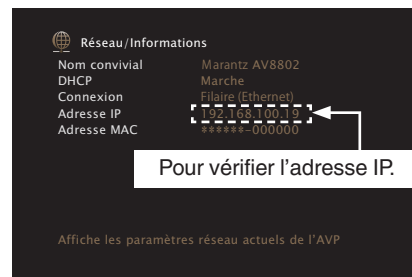 Réseau/Informations
Nom convivial Marantz AV8802
DHCP Marche
Connexion Filaire (Ethernet)
Adresse IP 192.168.100.19
Adresse MAC ******-000000
Pour vérifier l’adresse IP.
Affiche les paramètres réseau actuels de l’AVP